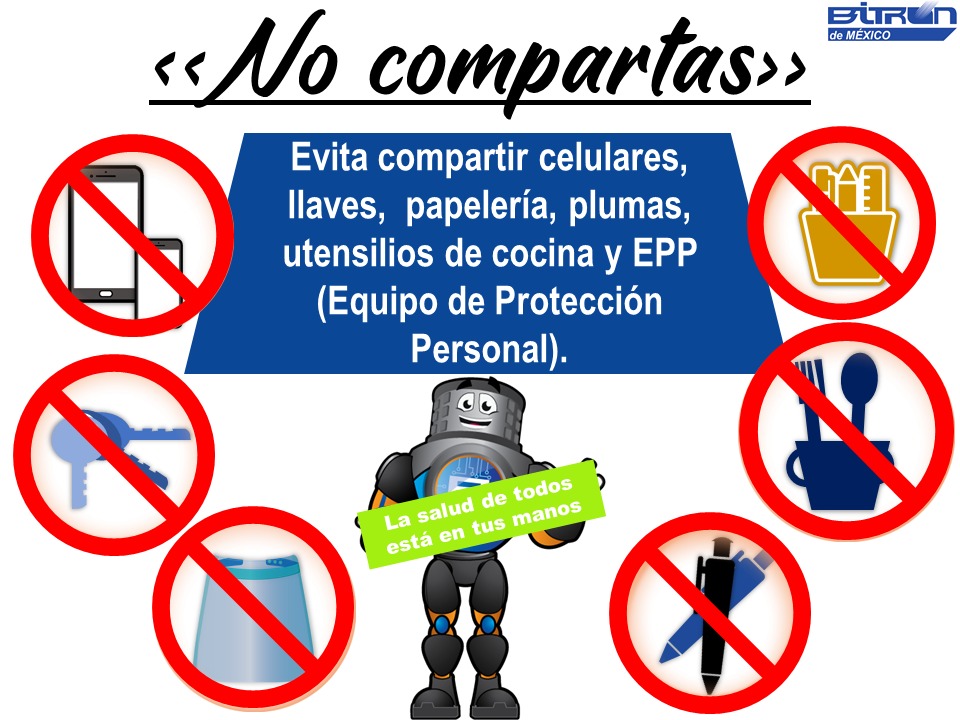 BITRON
de MÉXICO
<<No compartas>>
Evita compartir celulares,
llaves, papelería, plumas,
utensilios de cocina y EPP
(Equipo de Protección
Personal).
La salud de todos
está en tus manos